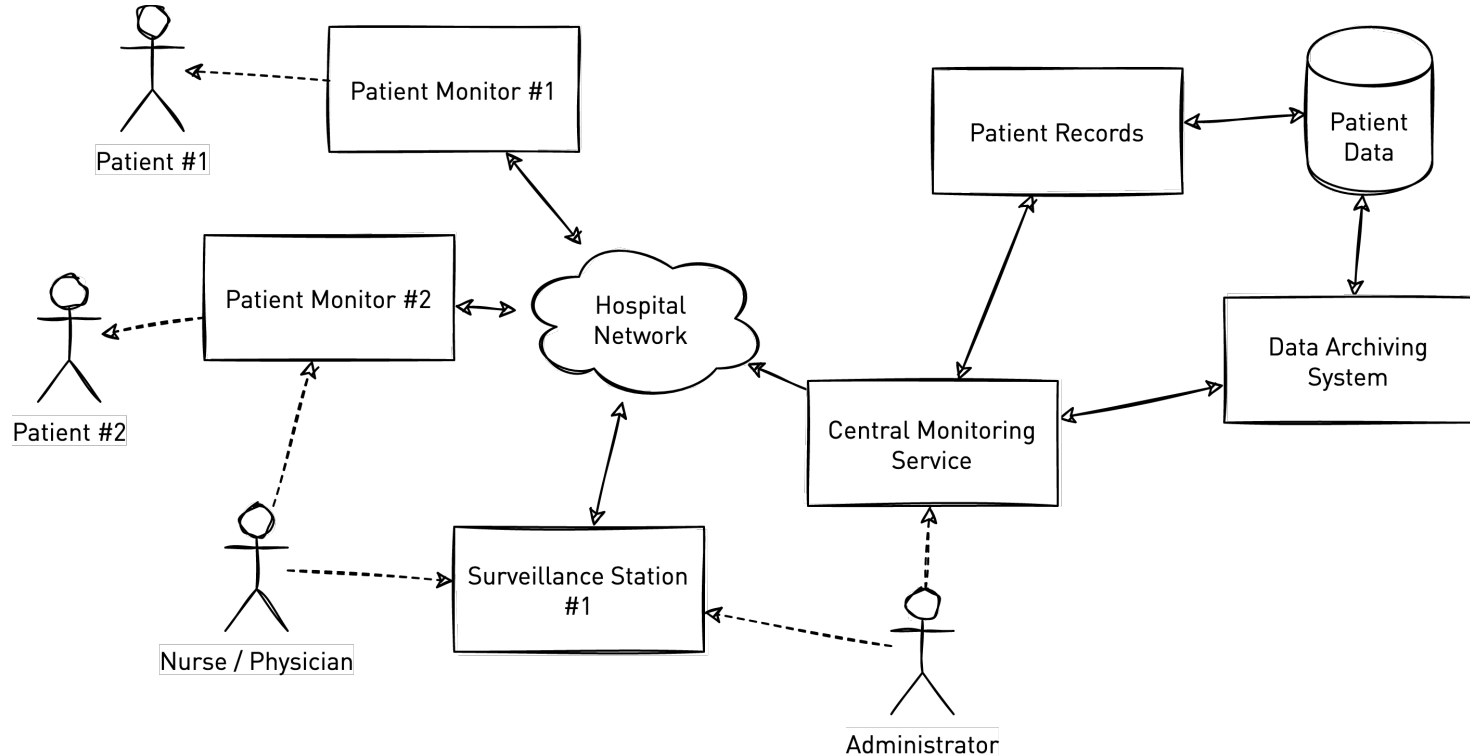 Patient Monitor #1
Patient #1
Patient Records
Patient
Data
Patient Monitor #2
Patient #2
Hospital
Network
Data Archiving
System
Central Monitoring
Service
Surveillance Station
#1
Nurse / Physician
Administrator